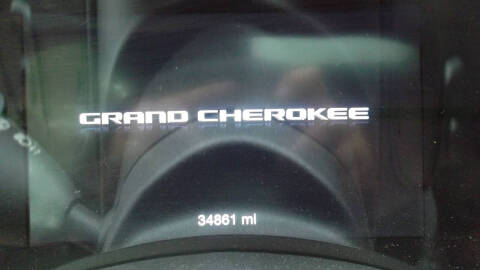 GRAND CHEROKEE
34861 mi